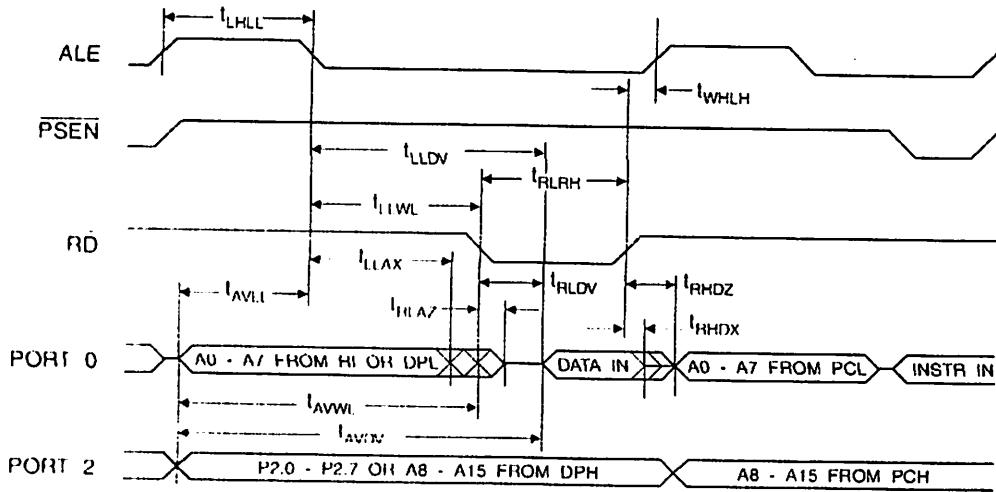 tLHLL
ALE
tWHLH
PSEN
tLLDV
tRLRH
tLLWL
RD
tLLAX
tRLDV
tRHDZ
tAVLL
tRLAZ
tRHDX
PORT 0
A0 - A7 FROM RI OR DPL
DATA IN
A0 - A7 FROM PCL
INSTR IN
tAVWL
tAVDV
PORT 2
P2.0 - P2.7 OR A8 - A15 FROM DPH
A8 - A15 FROM PCH